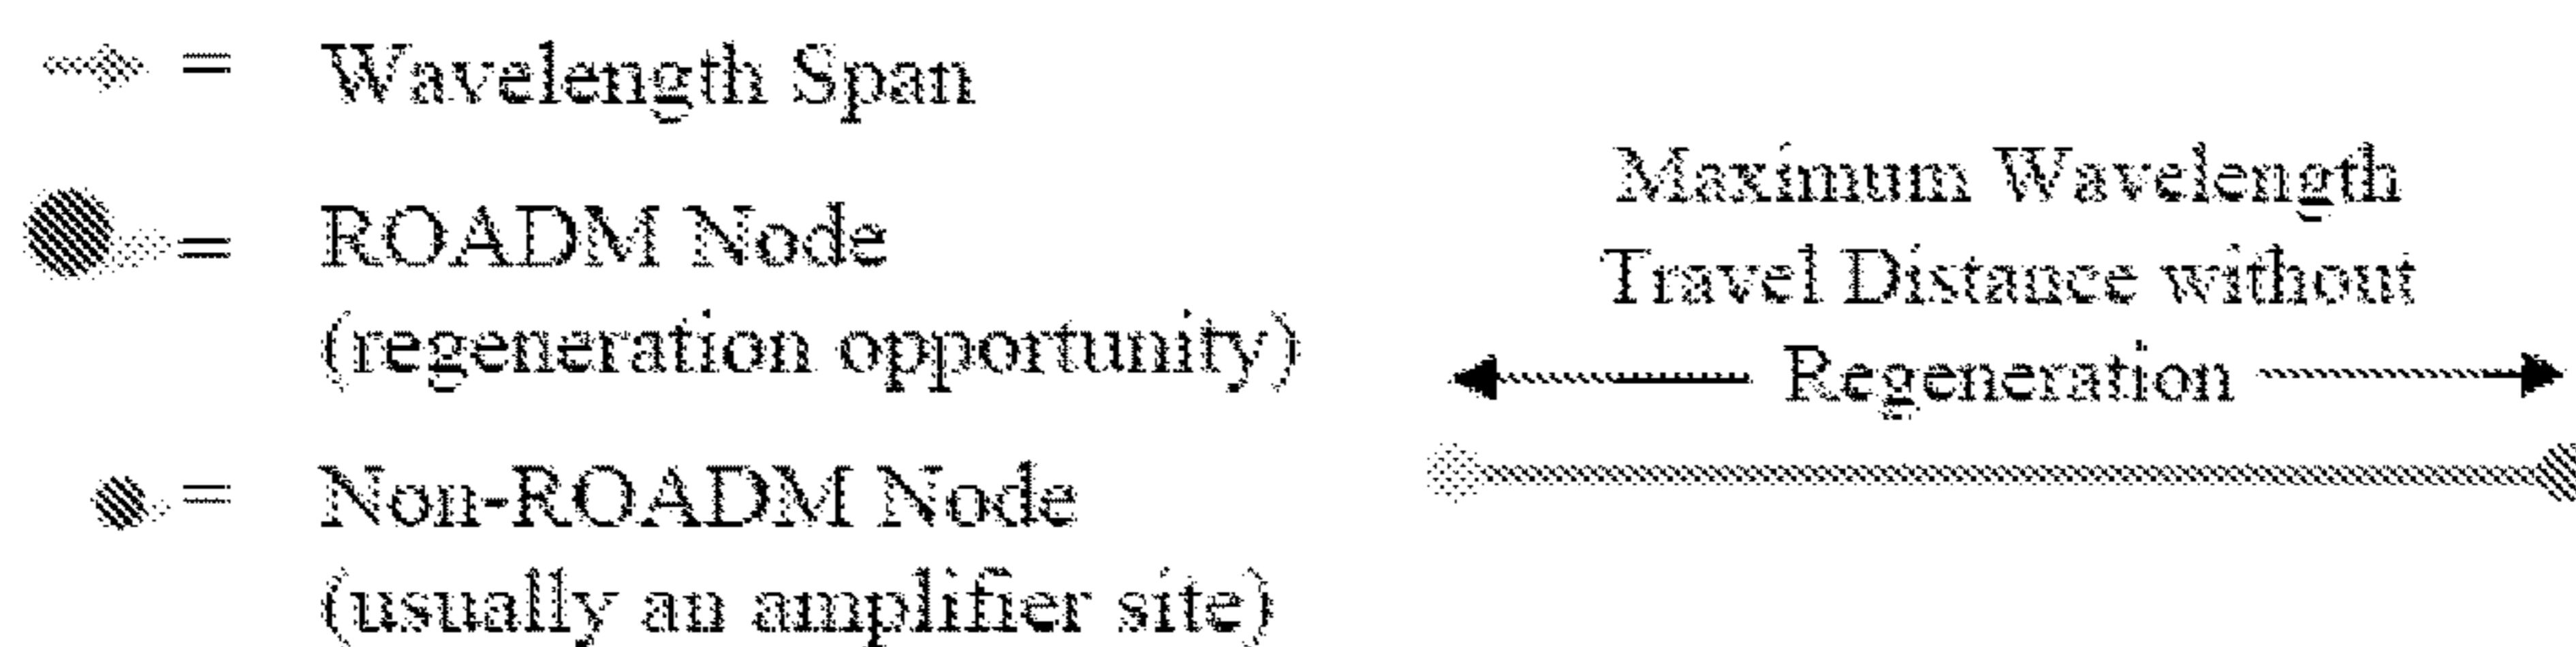 = Wavelength Span
= ROADM Node
(regeneration opportunity)
= Non-ROADM Node
(usually an amplifier site)
Maximum Wavelength
Travel Distance without
Regeneration